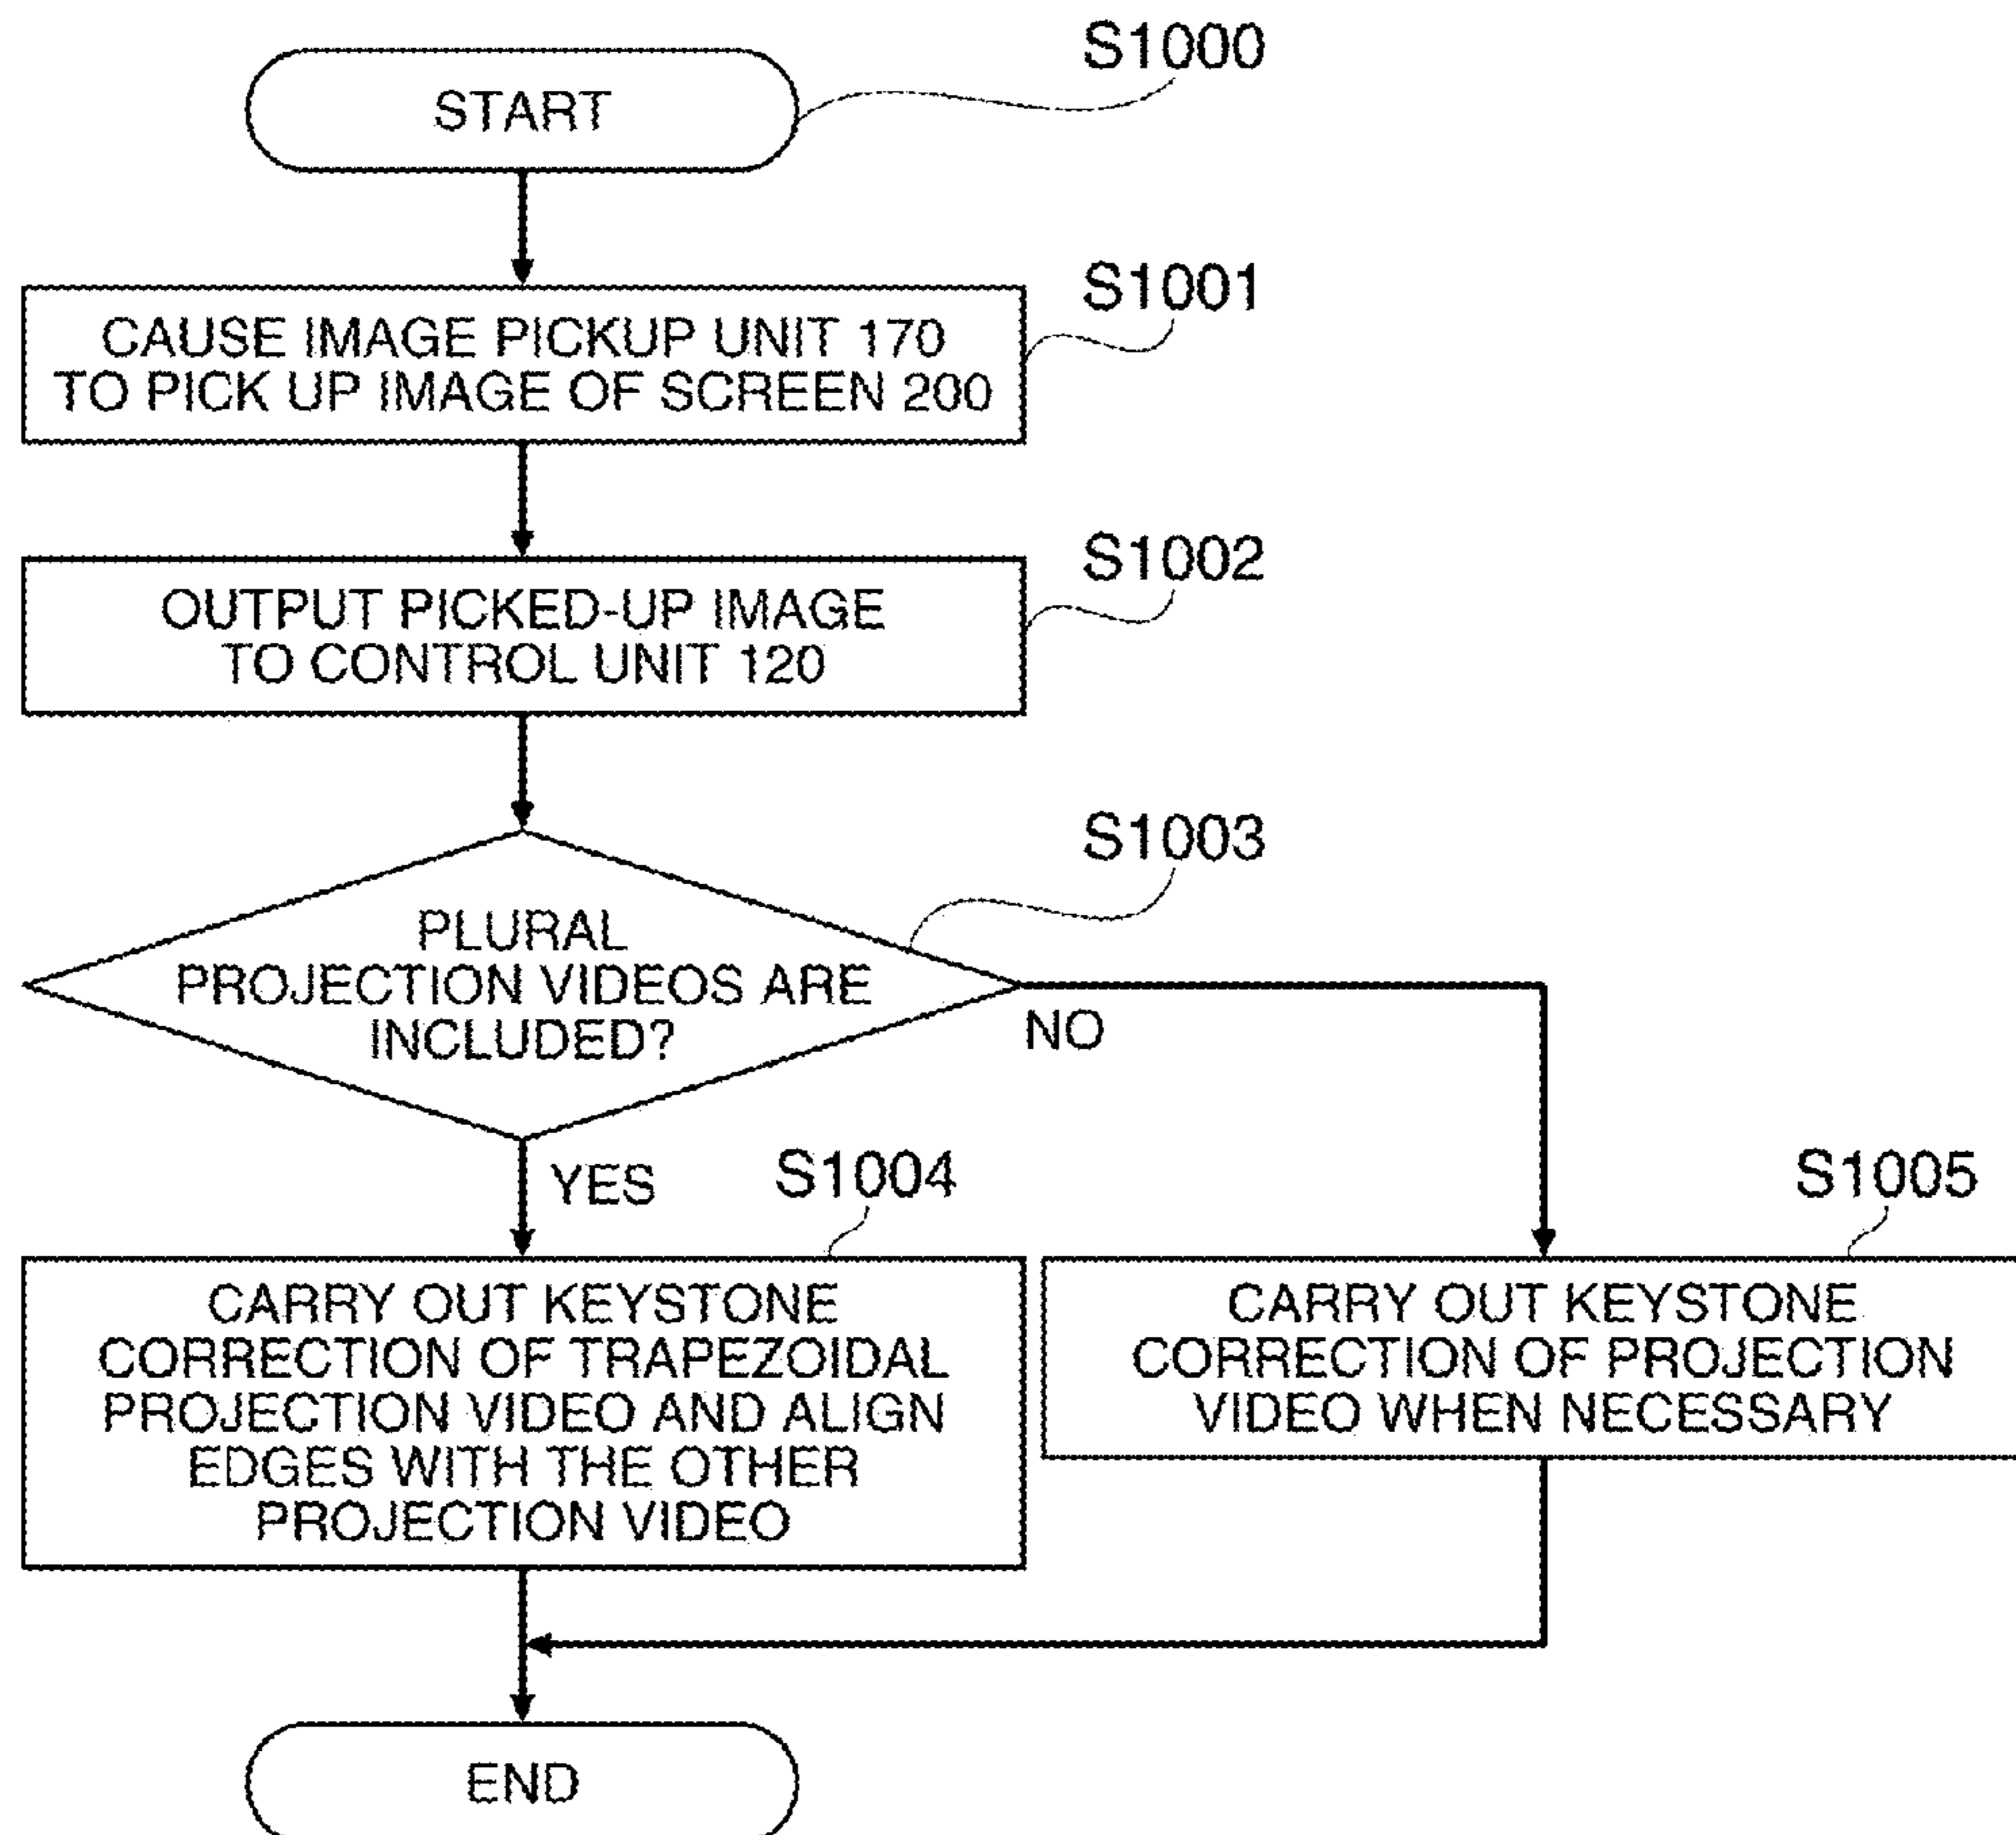 S1000
START
S1001
CAUSE IMAGE PICKUP UNIT 170
TO PICK UP IMAGE OF SCREEN 200
S1002
OUTPUT PICKED-UP IMAGE
TO CONTROL UNIT 120
S1003
PLURAL
PROJECTION VIDEOS ARE
INCLUDED?
NO
YES
S1004
CARRY OUT KEYSTONE
CORRECTION OF TRAPEZOIDAL
PROJECTION VIDEO AND ALIGN
EDGES WITH THE OTHER
PROJECTION VIDEO
S1005
CARRY OUT KEYSTONE
CORRECTION OF PROJECTION
VIDEO WHEN NECESSARY
END